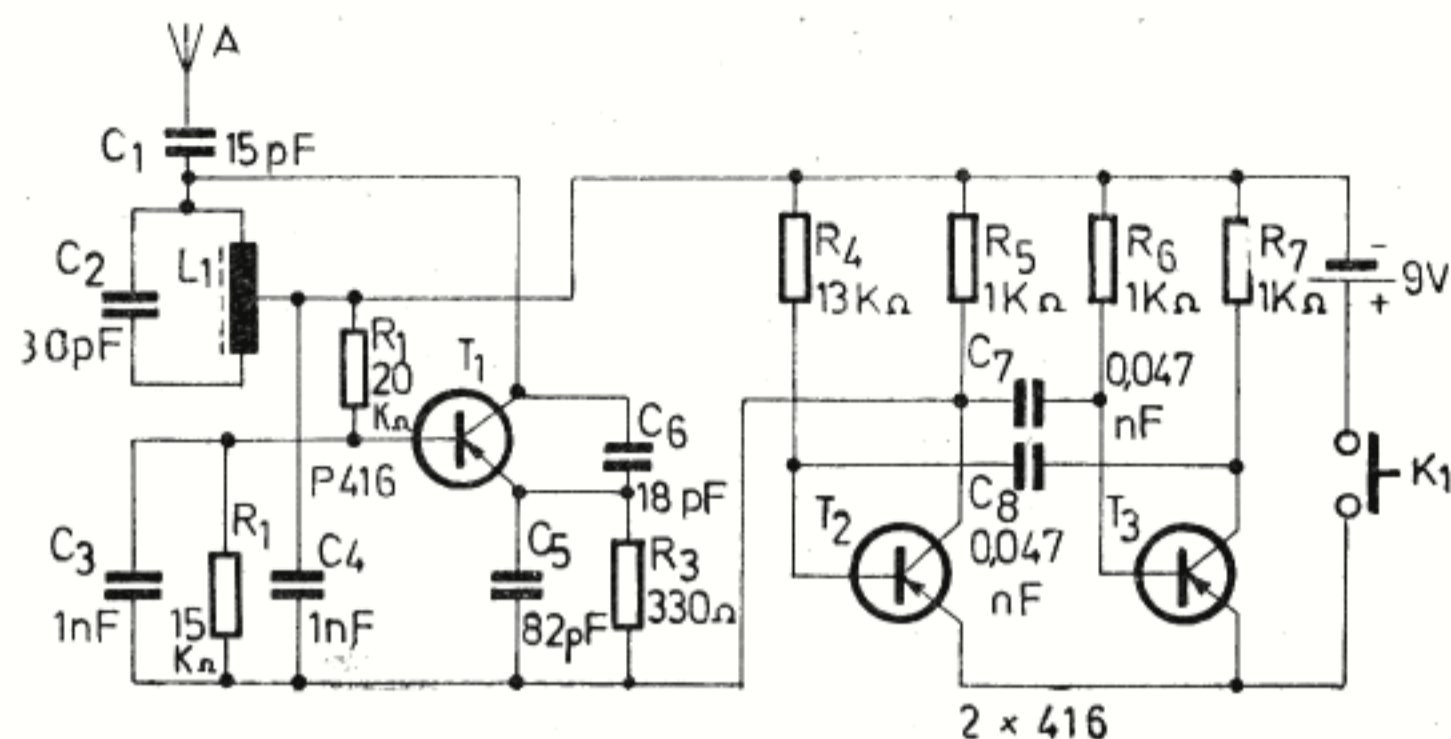 A
C1 15pF
C2
30pF
L1
R1
20
KΩ
T1
P416
C6
18pF
C3
1nF
R1
15
KΩ
C4
1nF
C5
82pF
R3
330Ω
R4
13KΩ
R5
1KΩ
R6
1KΩ
R7
1KΩ
-
9V
+
C7
0,047
nF
C8
0,047
nF
T2
T3
K1
2 × 416